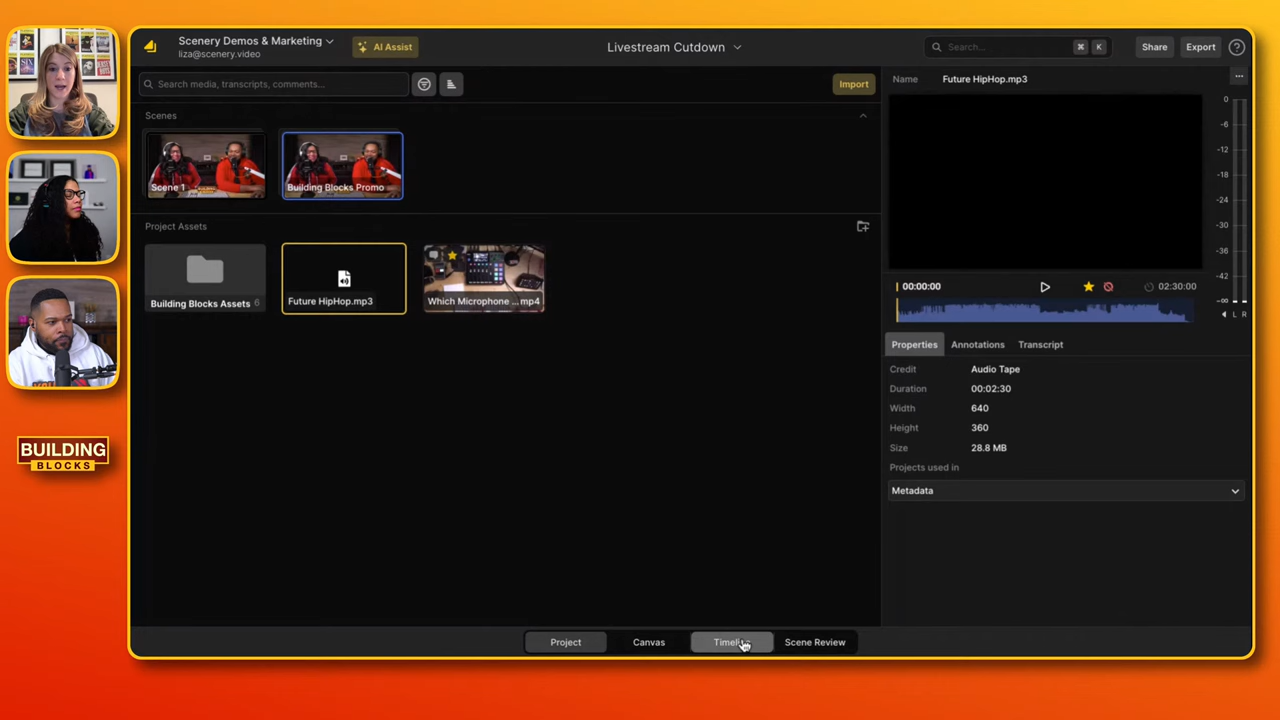 Scenery Demos & Marketing
liza@scenery.video
AI Assist
Livestream Cutdown
Search...
⌘ K
Share
Export
?
Search media, transcripts, comments...
Import
Name
Future HipHop.mp3
...
Scenes
Scene 1
Building Blocks Promo
Project Assets
Building Blocks Assets 6
Future HipHop.mp3
Which Microphone ...mp4
0
-6
-12
-18
-24
-30
-36
-42
-∞
L R
00:00:00
02:30:00
Properties
Annotations
Transcript
Credit
Audio Tape
Duration
00:02:30
Width
640
Height
360
Size
28.8 MB
Projects used in
Metadata
BUILDING
BLOCKS
Project
Canvas
Timeline
Scene Review